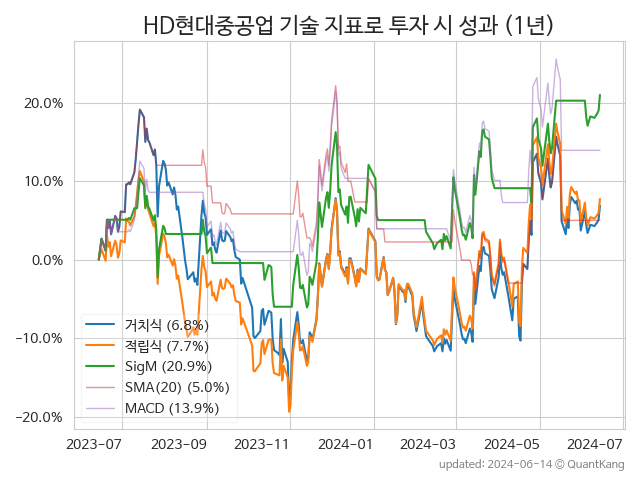 HD현대중공업 기술 지표로 투자 시 성과 (1년)
20.0%
10.0%
0.0%
−10.0%
−20.0%
거치식 (6.8%)
적립식 (7.7%)
SigM (20.9%)
SMA(20) (5.0%)
MACD (13.9%)
2023-07
2023-09
2023-11
2024-01
2024-03
2024-05
2024-07
updated: 2024-06-14 ⓒ QuantKang